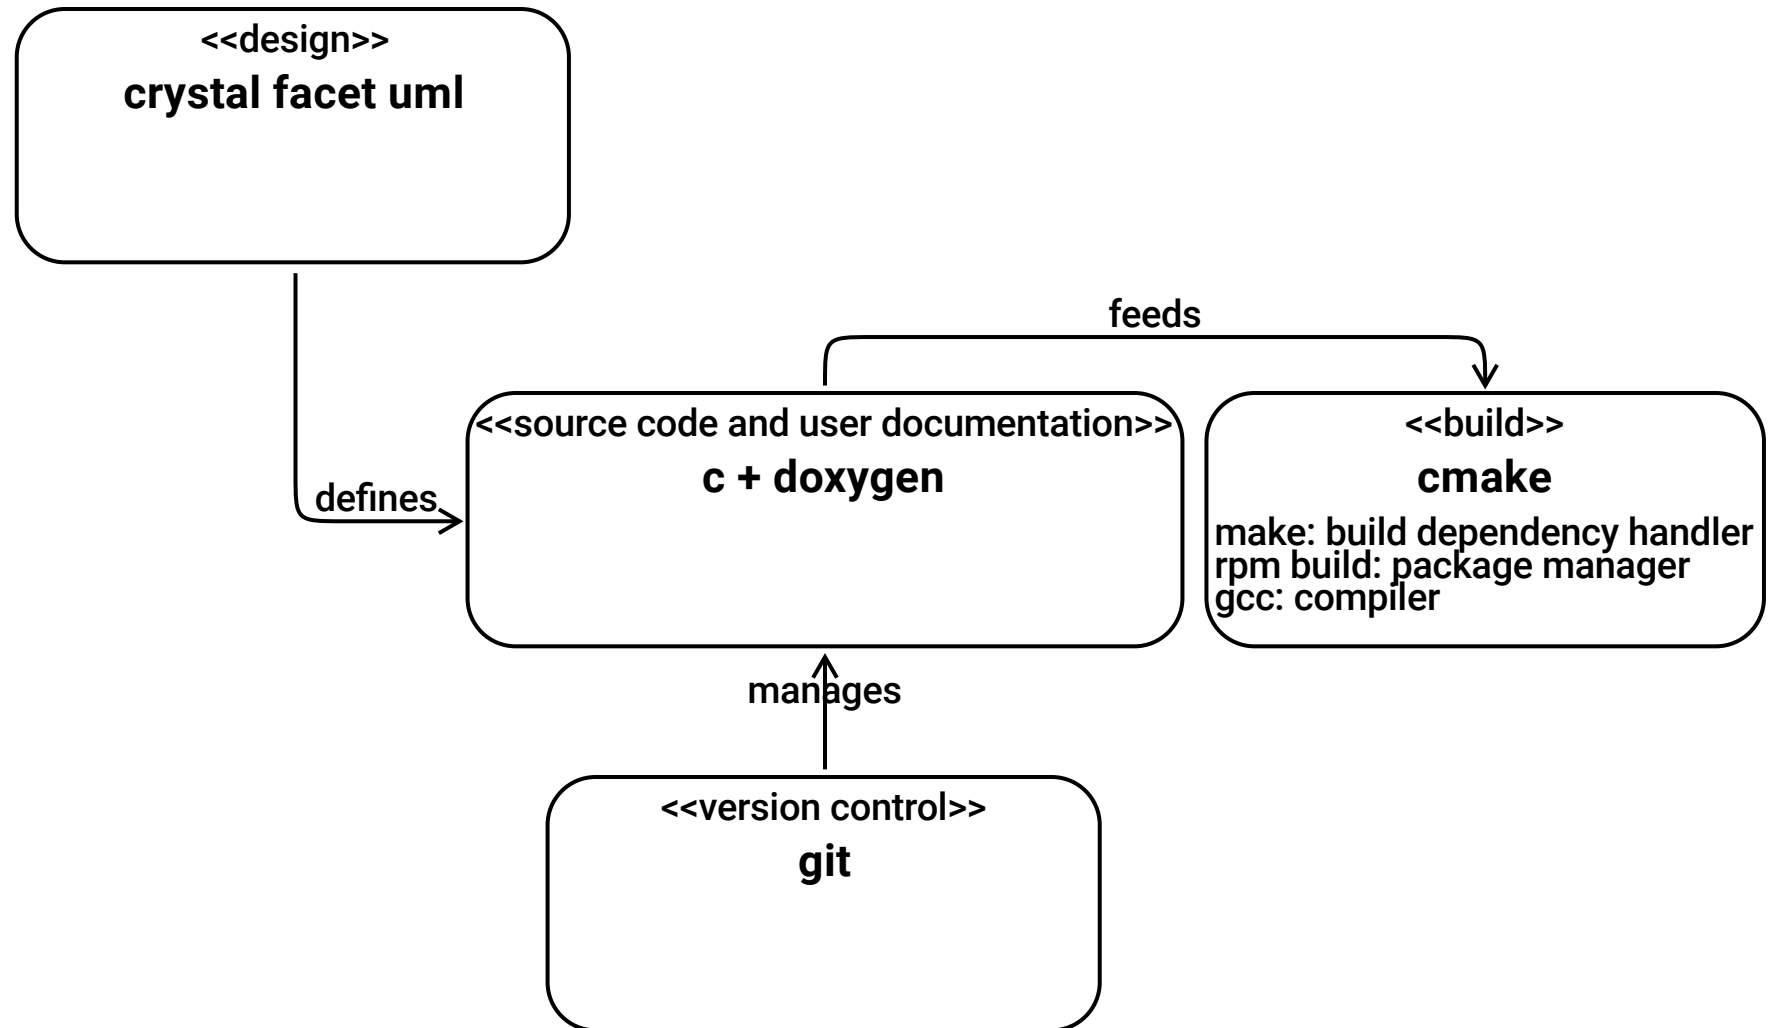 <<design>>
crystal facet uml
feeds
<<source code and user documentation>>
c + doxygen
<<build>>
cmake
make: build dependency handler
rpm build: package manager
gcc: compiler
defines
manages
<<version control>>
git